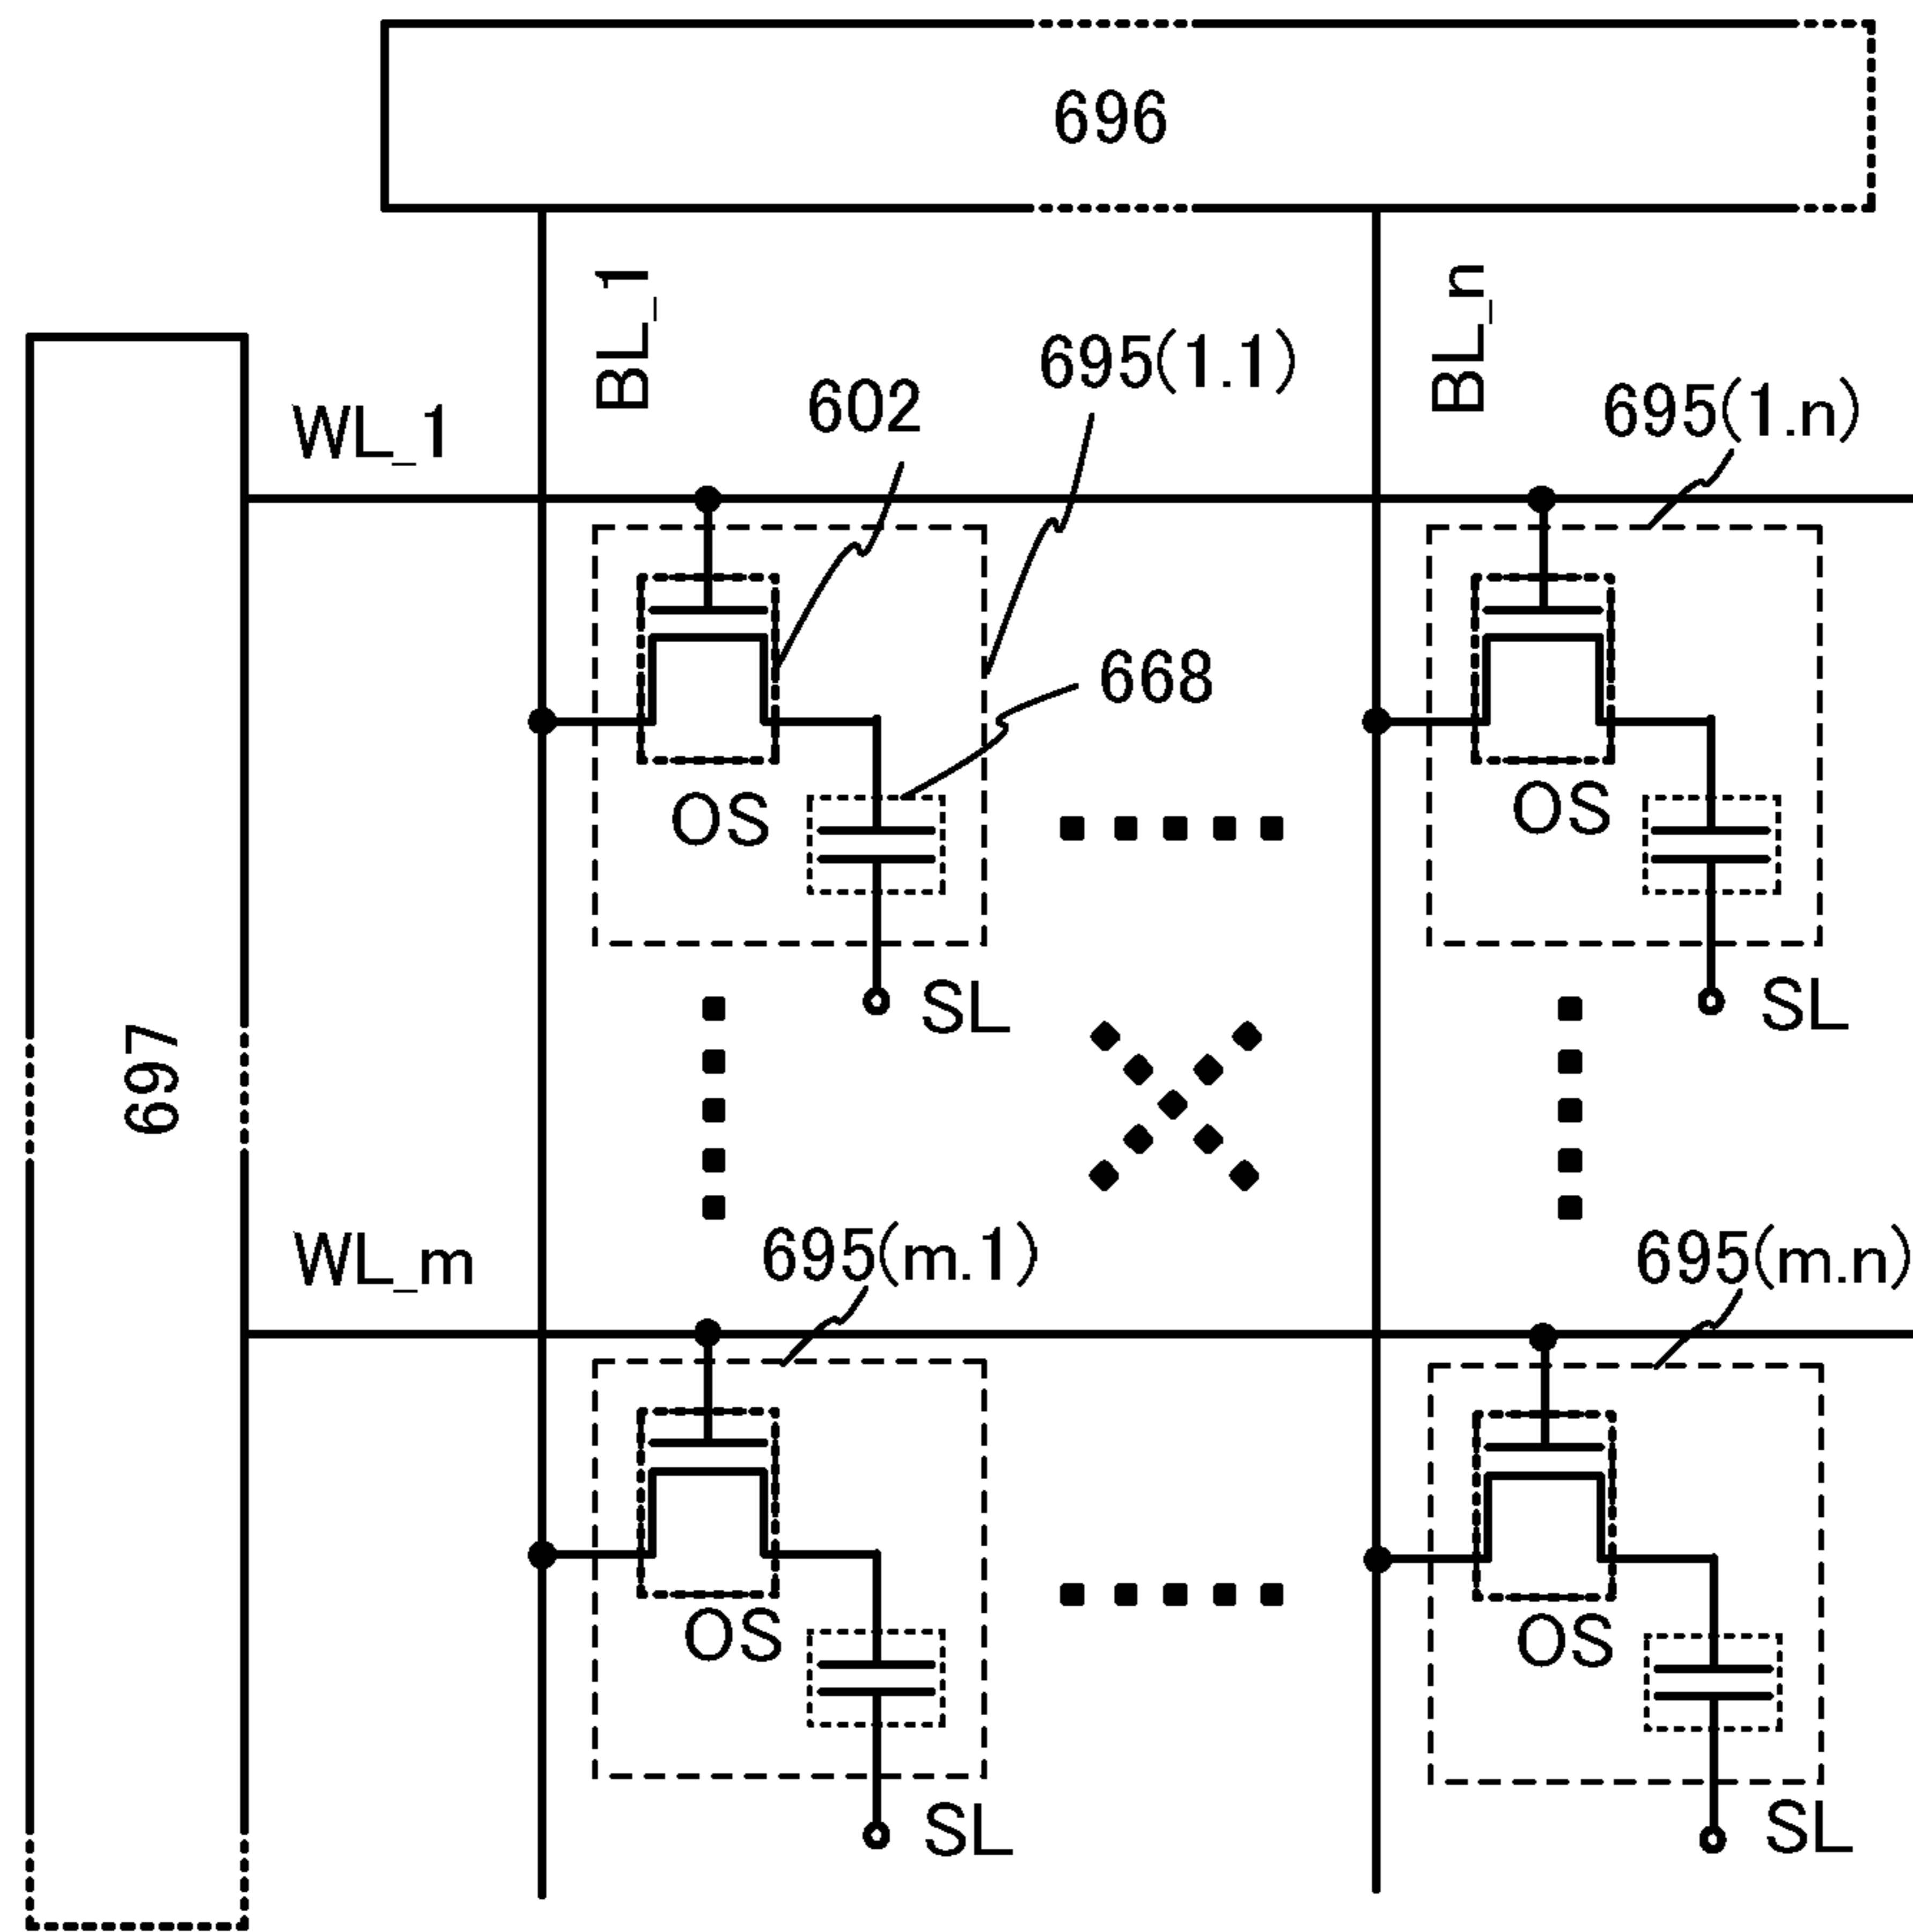 696
BL_1
BL_n
695(1.1)
602
695(1.n)
WL_1
668
OS
OS
SL
SL
697
WL_m
695(m.1)
695(m.n)
OS
OS
SL
SL